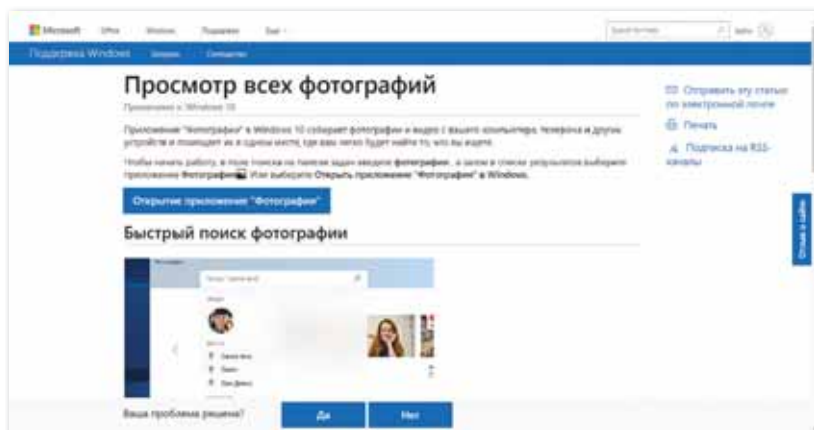 Microsoft Office Windows Поддержка Ещё
Поддержка Windows
Просмотр всех фотографий
Применимо к: Windows 10
Приложение "Фотографии" в Windows 10 собирает фотографии и видео с вашего компьютера, телефона и других
устройств и помещает их в одном месте, где вам легко будет найти то, что вы ищете.
Чтобы начать работу, в поле поиска на панели задач введите фотографии , а затем в списке результатов выберите
приложение Фотографии Или выберите Открыть приложение "Фотографии" в Windows.
Открытие приложения "Фотографии"
Быстрый поиск фотографии
Ваша проблема решена?
Да
Нет
Отправить эту статью
по электронной почте
Печать
Подписка на RSS-
каналы
Отзыв о сайте